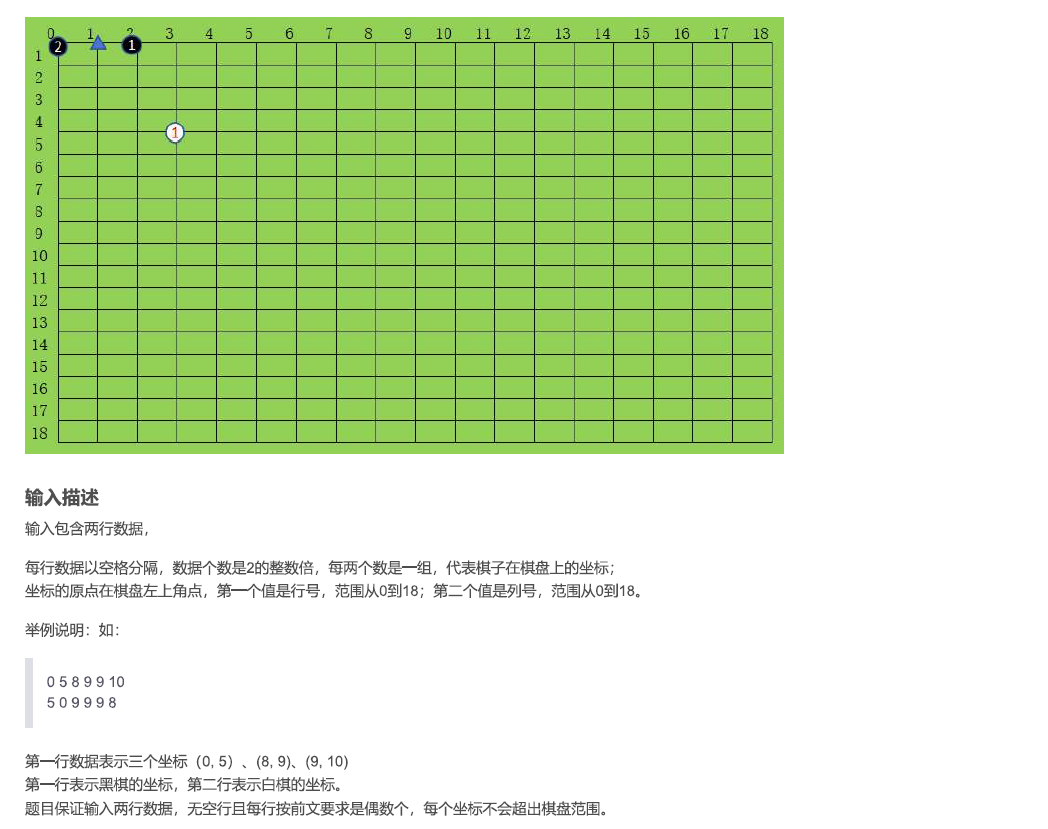 0 1 2 3 4 5 6 7 8 9 10 11 12 13 14 15 16 17 18
2 1
1
2
3
4
1
5
6
7
8
9
10
11
12
13
14
15
16
17
18
输入描述
输入包含两行数据，
每行数据以空格分隔，数据个数是2的整数倍，每两个数是一组，代表棋子在棋盘上的坐标；
坐标的原点在棋盘左上角点，第一个值是行号，范围从0到18；第二个值是列号，范围从0到18。
举例说明：如：
0 5 8 9 9 10
5 0 9 9 9 8
第一行数据表示三个坐标（0, 5）、(8, 9)、(9, 10)
第一行表示黑棋的坐标，第二行表示白棋的坐标。
题目保证输入两行数据，无空行且每行按前文要求是偶数个，每个坐标不会超出棋盘范围。